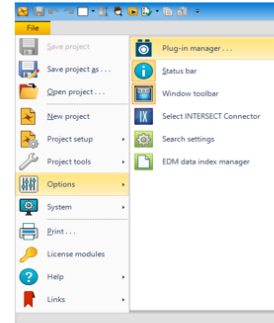 File
Save project
Save project as . . .
Open project . . .
New project
Project setup
Project tools
Options
System
Print . . .
License modules
Help
Links
Plug-in manager . . .
Status bar
Window toolbar
IX Select INTERSECT Connector
Search settings
EDM data index manager